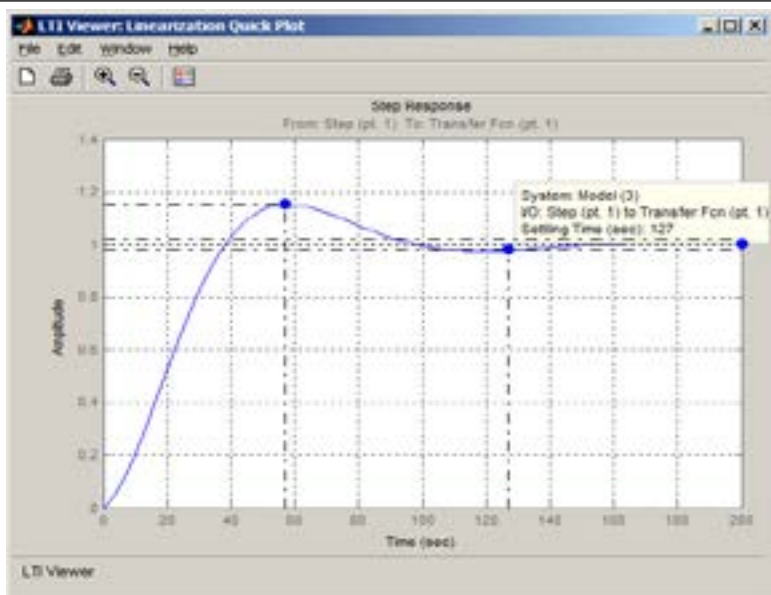 LTI Viewer: Linearization Quick Plot
File Edit Window Help
Step Response
From: Step (pt. 1) To: Transfer Fcn (pt. 1)
1.4
1.2
1
0.8
0.6
0.4
0.2
0
System: Model (3)
I/O: Step (pt. 1) to Transfer Fcn (pt. 1)
Settling Time (sec): 127
Amplitude
0 20 40 60 80 100 120 140 160 180 200
Time (sec)
LTI Viewer